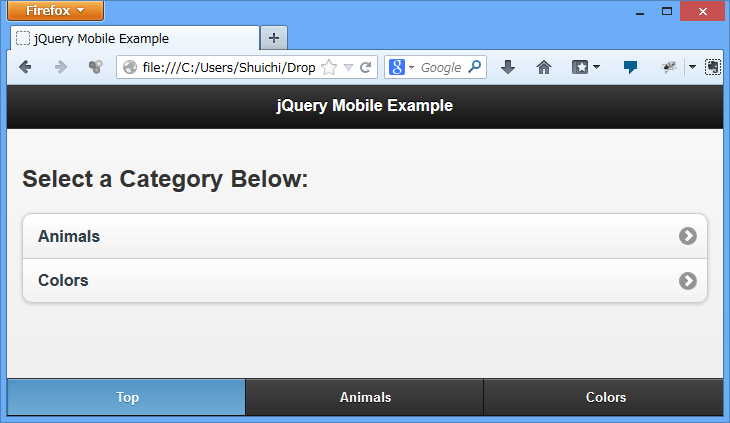 Firefox
jQuery Mobile Example
file:///C:/Users/Shuichi/Drop
Google
jQuery Mobile Example
Select a Category Below:
Animals
Colors
Top Animals Colors